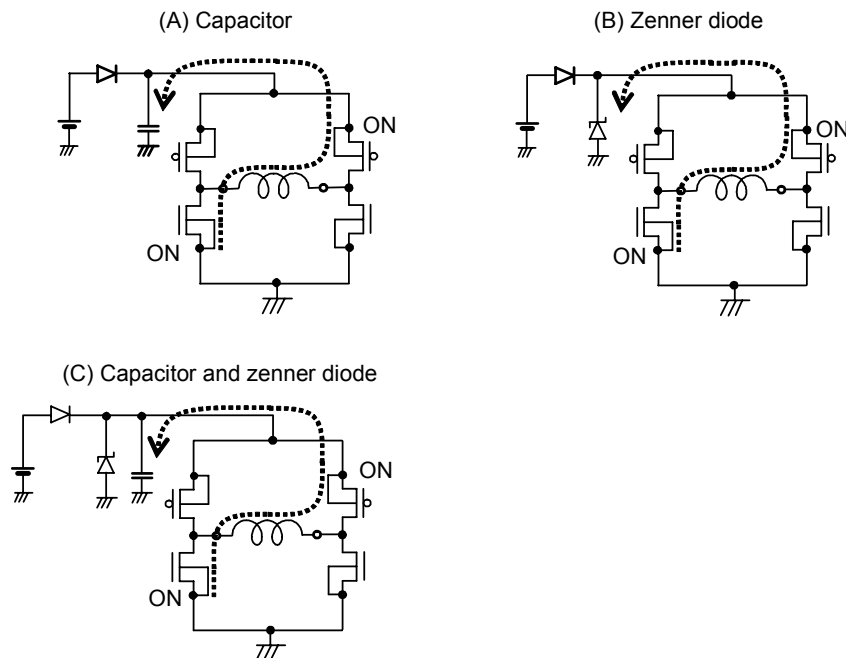 (A) Capacitor
ON
ON
(B) Zenner diode
ON
ON
(C) Capacitor and zenner diode
ON
ON